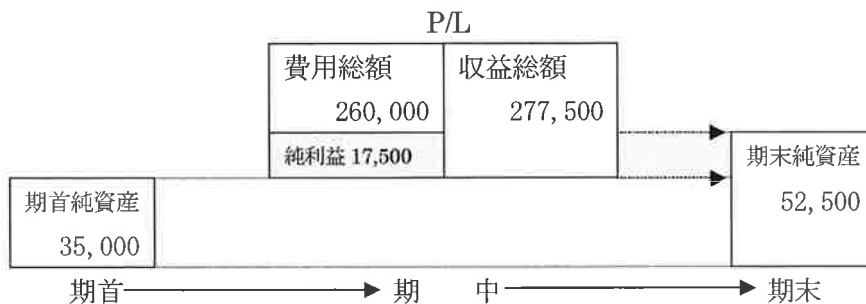 P/L
費用総額 収益総額
260,000 277,500
純利益 17,500
期首純資産
35,000
期末純資産
52,500
期首 期 中 期末